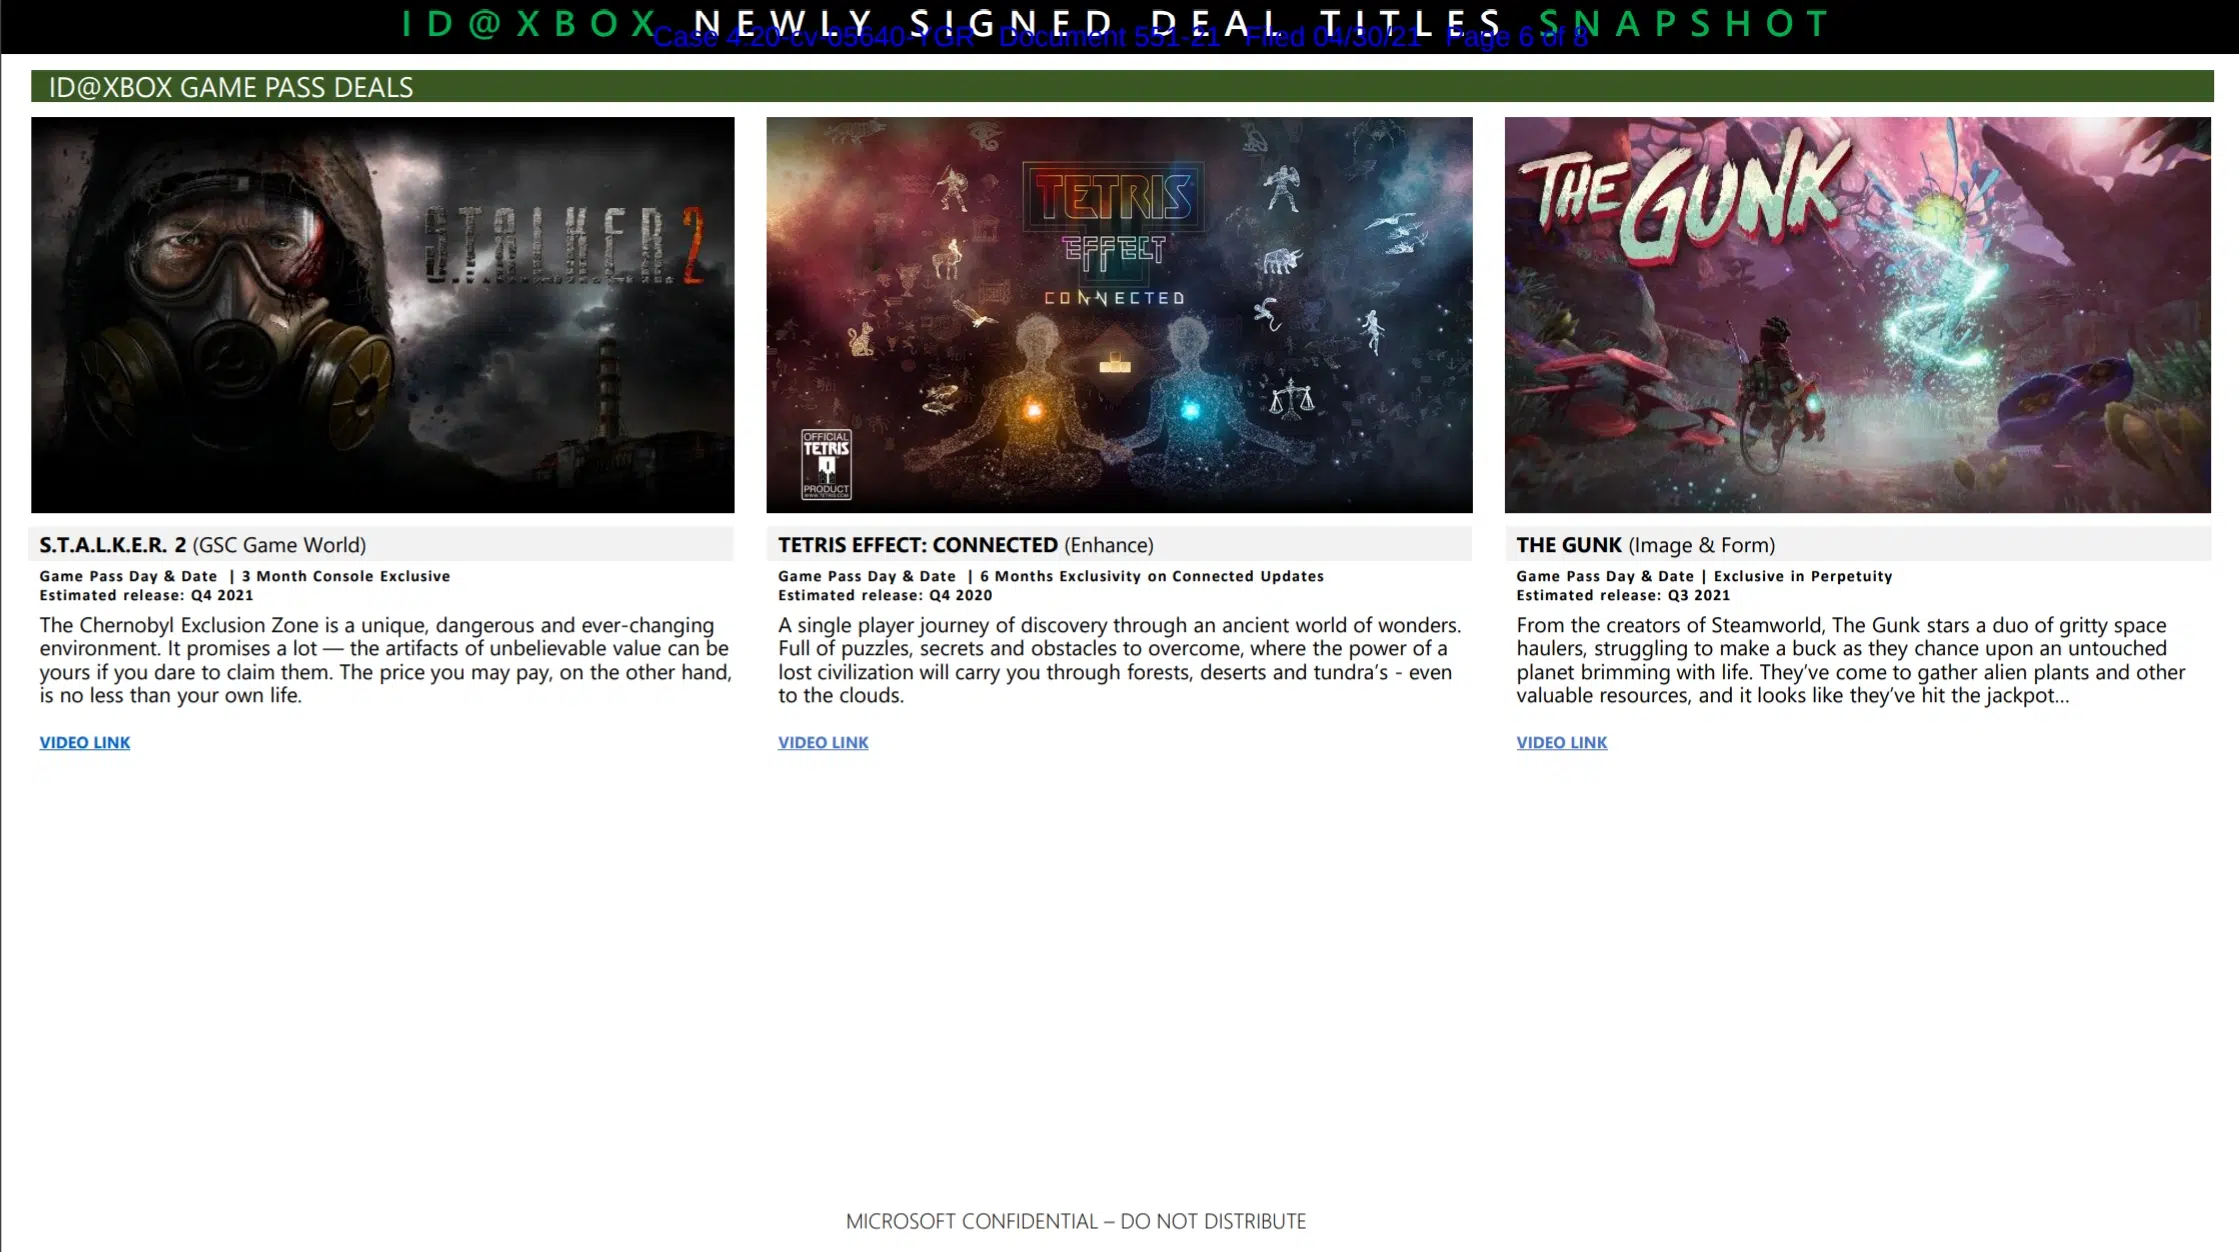 ID@XBOX NEWLY SIGNED DEAL TITLES SNAPSHOT
Case 4:20-cv-05640-YGR Document 551-21 Filed 04/30/21 Page 6 of 8
ID@XBOX GAME PASS DEALS
S.T.A.L.K.E.R. 2
TETRIS
EFFECT
CONNECTED
OFFICIAL
TETRIS
PRODUCT
WWW.TETRIS.COM
THE GUNK
S.T.A.L.K.E.R. 2 (GSC Game World)
Game Pass Day & Date | 3 Month Console Exclusive
Estimated release: Q4 2021
The Chernobyl Exclusion Zone is a unique, dangerous and ever-changing
environment. It promises a lot — the artifacts of unbelievable value can be
yours if you dare to claim them. The price you may pay, on the other hand,
is no less than your own life.
VIDEO LINK
TETRIS EFFECT: CONNECTED (Enhance)
Game Pass Day & Date | 6 Months Exclusivity on Connected Updates
Estimated release: Q4 2020
A single player journey of discovery through an ancient world of wonders.
Full of puzzles, secrets and obstacles to overcome, where the power of a
lost civilization will carry you through forests, deserts and tundra’s - even
to the clouds.
VIDEO LINK
THE GUNK (Image & Form)
Game Pass Day & Date | Exclusive in Perpetuity
Estimated release: Q3 2021
From the creators of Steamworld, The Gunk stars a duo of gritty space
haulers, struggling to make a buck as they chance upon an untouched
planet brimming with life. They’ve come to gather alien plants and other
valuable resources, and it looks like they’ve hit the jackpot...
VIDEO LINK
MICROSOFT CONFIDENTIAL – DO NOT DISTRIBUTE